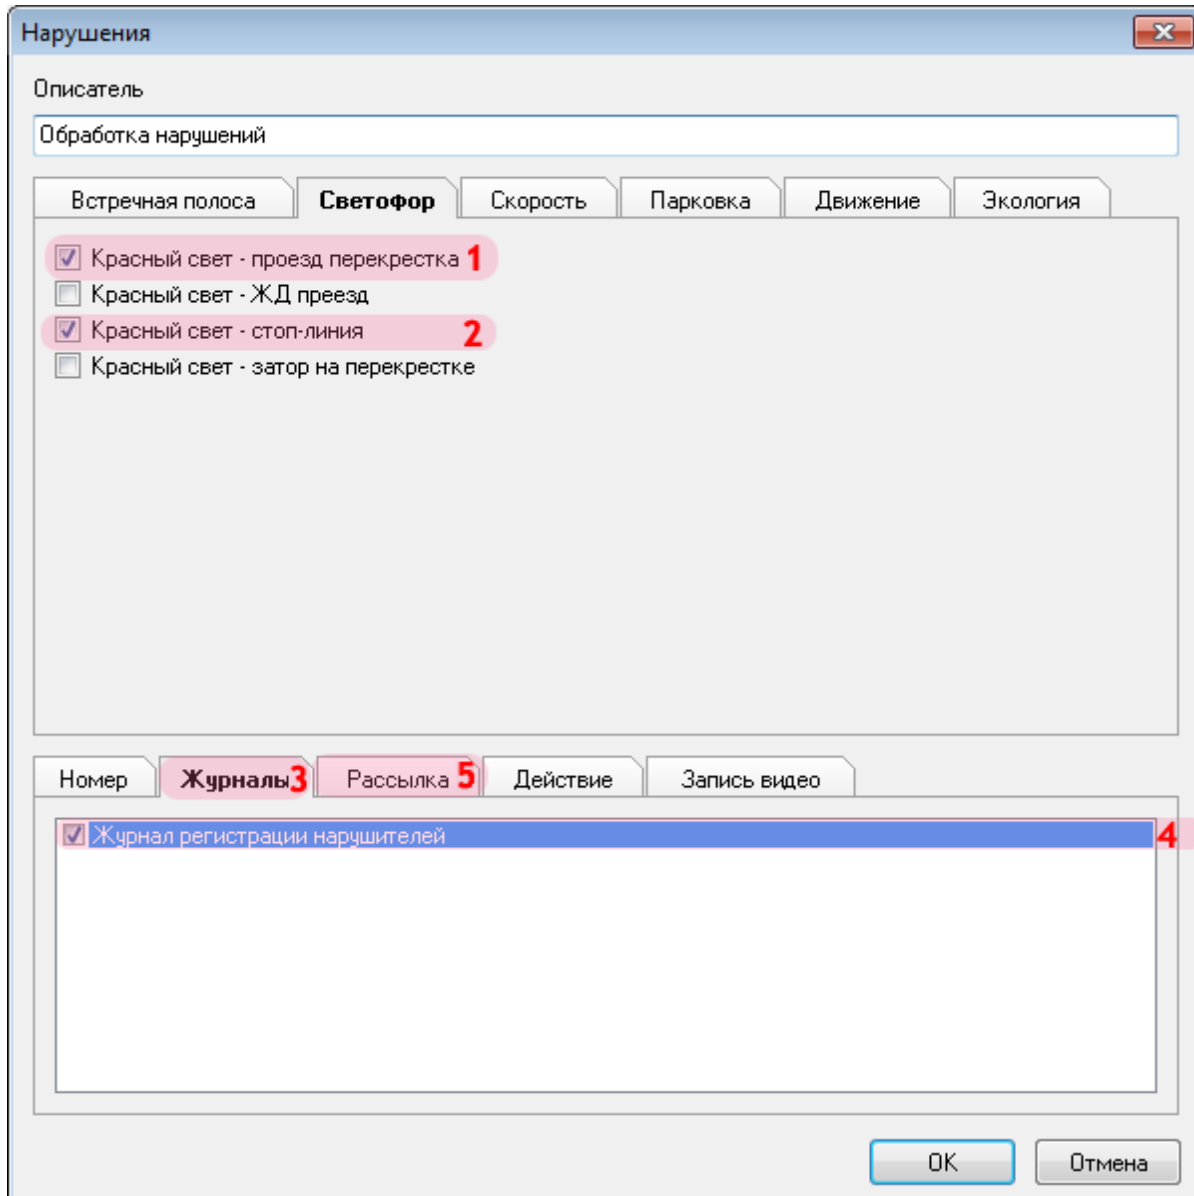 Нарушения
Описатель
Обработка нарушений
Встречная полоса Светофор Скорость Парковка Движение Экология
Красный свет - проезд перекрестка 1
Красный свет - ЖД преезд
Красный свет - стоп-линия 2
Красный свет - затор на перекрестке
Номер Журналы 3 Рассылка 5 Действие Запись видео
Журнал регистрации нарушителей 4
OK Отмена